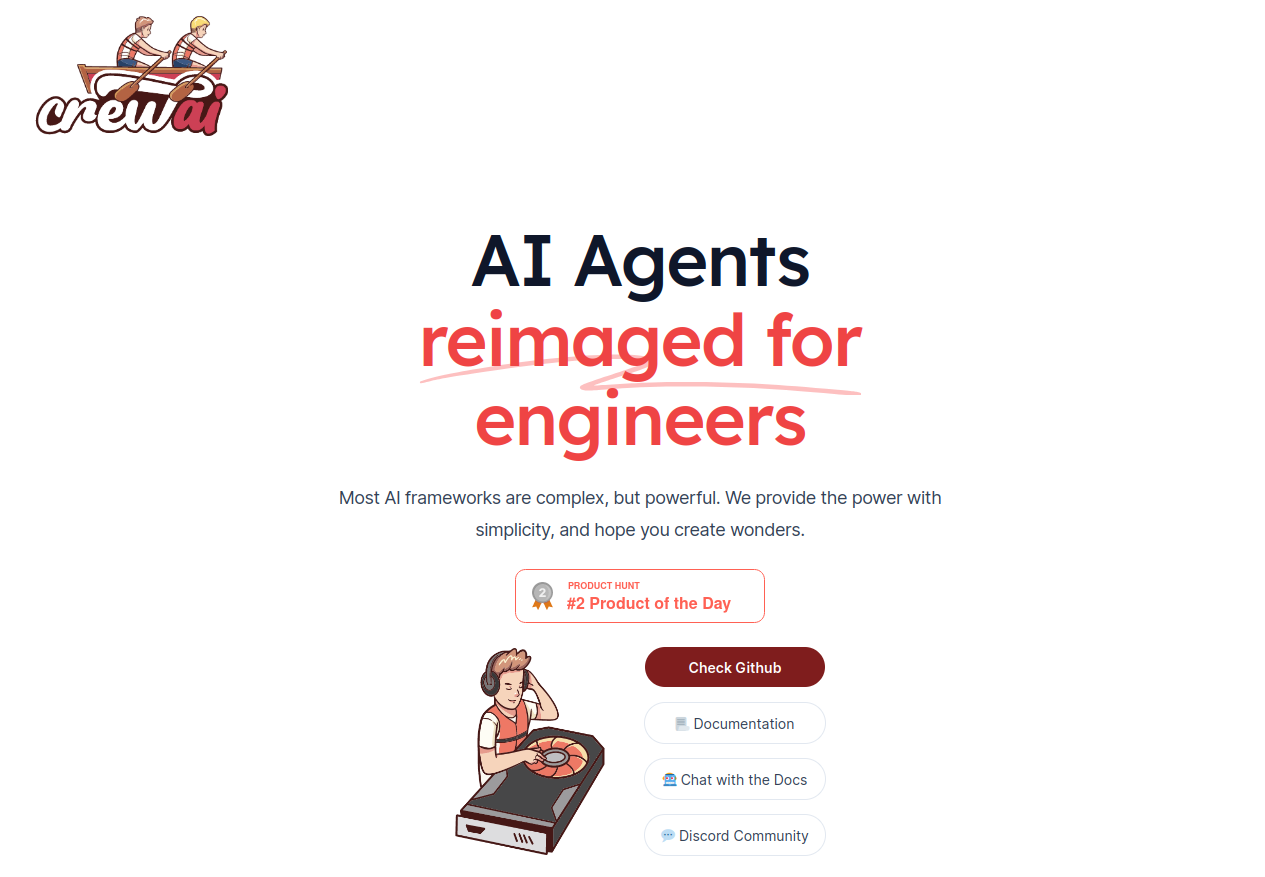 crewai
AI Agents
reimaged for
engineers
Most AI frameworks are complex, but powerful. We provide the power with
simplicity, and hope you create wonders.
2
PRODUCT HUNT
#2 Product of the Day
Check Github
Documentation
Chat with the Docs
Discord Community